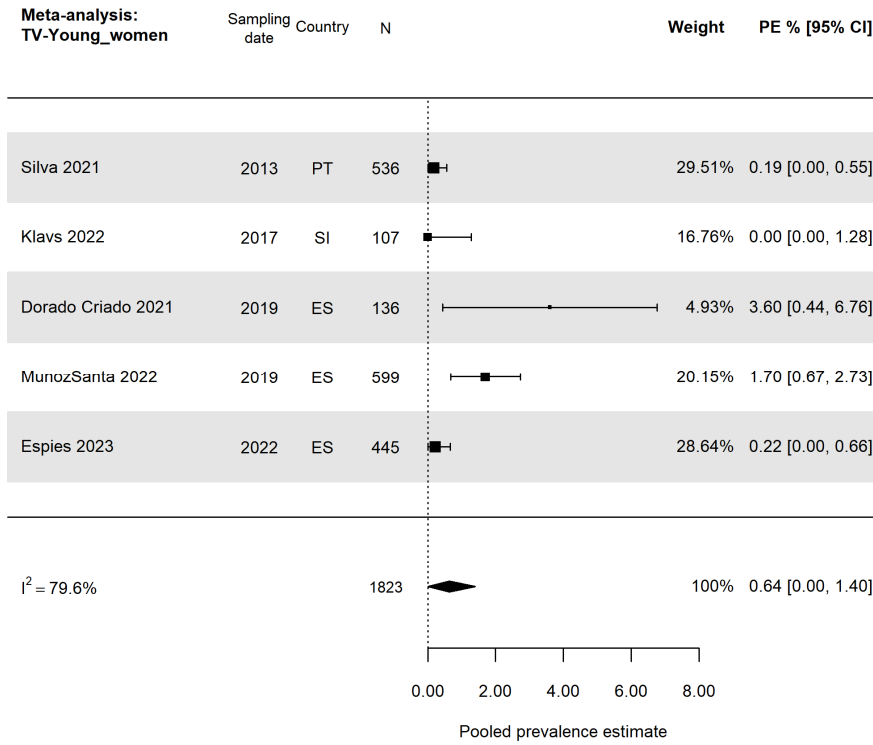 Meta-analysis: Sampling date Country N Weight PE % [95% CI]
TV-Young_women
Silva 2021 2013 PT 536 29.51% 0.19 [0.00, 0.55]
Klavs 2022 2017 SI 107 16.76% 0.00 [0.00, 1.28]
Dorado Criado 2021 2019 ES 136 4.93% 3.60 [0.44, 6.76]
MunozSanta 2022 2019 ES 599 20.15% 1.70 [0.67, 2.73]
Espies 2023 2022 ES 445 28.64% 0.22 [0.00, 0.66]
I² = 79.6% 1823 100% 0.64 [0.00, 1.40]
0.00 2.00 4.00 6.00 8.00
Pooled prevalence estimate